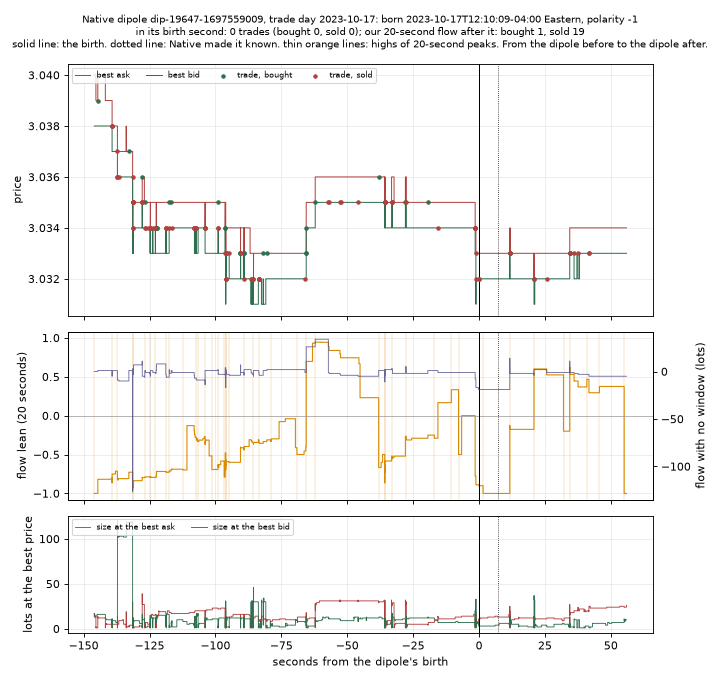 Native dipole dip-19647-1697559009, trade day 2023-10-17: born 2023-10-17T12:10:09-04:00 Eastern, polarity -1
in its birth second: 0 trades (bought 0, sold 0); our 20-second flow after it: bought 1, sold 19
solid line: the birth. dotted line: Native made it known. thin orange lines: highs of 20-second peaks. From the dipole before to the dipole after.
best ask
best bid
trade, bought
trade, sold
3.040
3.038
3.036
3.034
3.032
price
1.0
0.5
0.0
−0.5
−1.0
flow lean (20 seconds)
0
−50
−100
flow with no window (lots)
size at the best ask
size at the best bid
100
50
0
lots at the best price
−150
−125
−100
−75
−50
−25
0
25
50
seconds from the dipole's birth